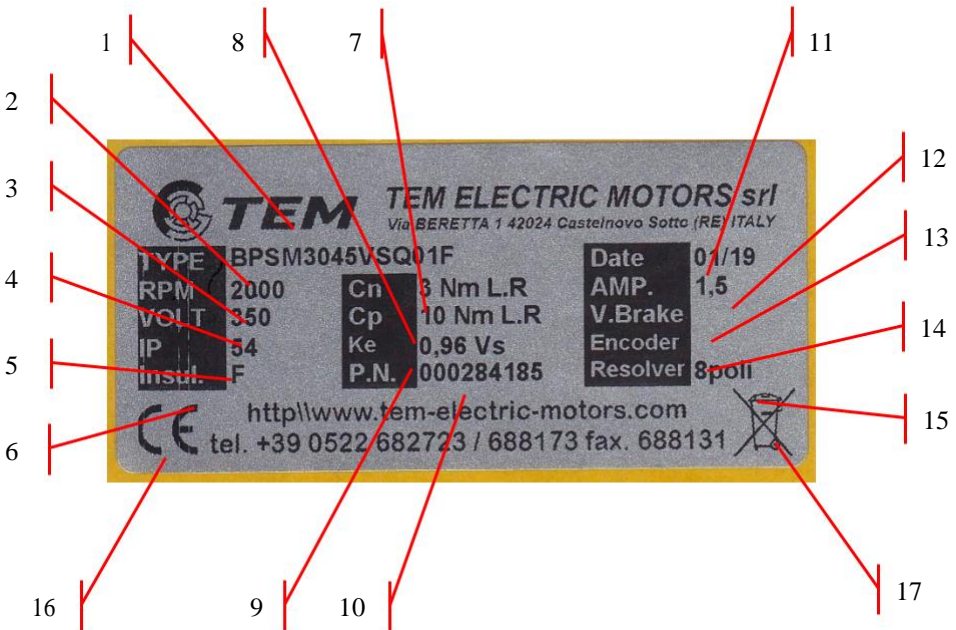 1
8
7
11
2
3
4
5
6
12
13
14
15
TEM
TEM ELECTRIC MOTORS srl
Via BERETTA 1 42024 Castelnovo Sotto (RE) ITALY
TYPE BPSM3045VSQ01F
RPM 2000
VOLT 350
IP 54
Insul. F
Cn 3 Nm L.R
Cp 10 Nm L.R
Ke 0,96 Vs
P.N. 000284185
Date 01/19
AMP. 1,5
V.Brake
Encoder
Resolver 8poli
CE
http\\www.tem-electric-motors.com
tel. +39 0522 682723 / 688173 fax. 688131
16
9
10
17